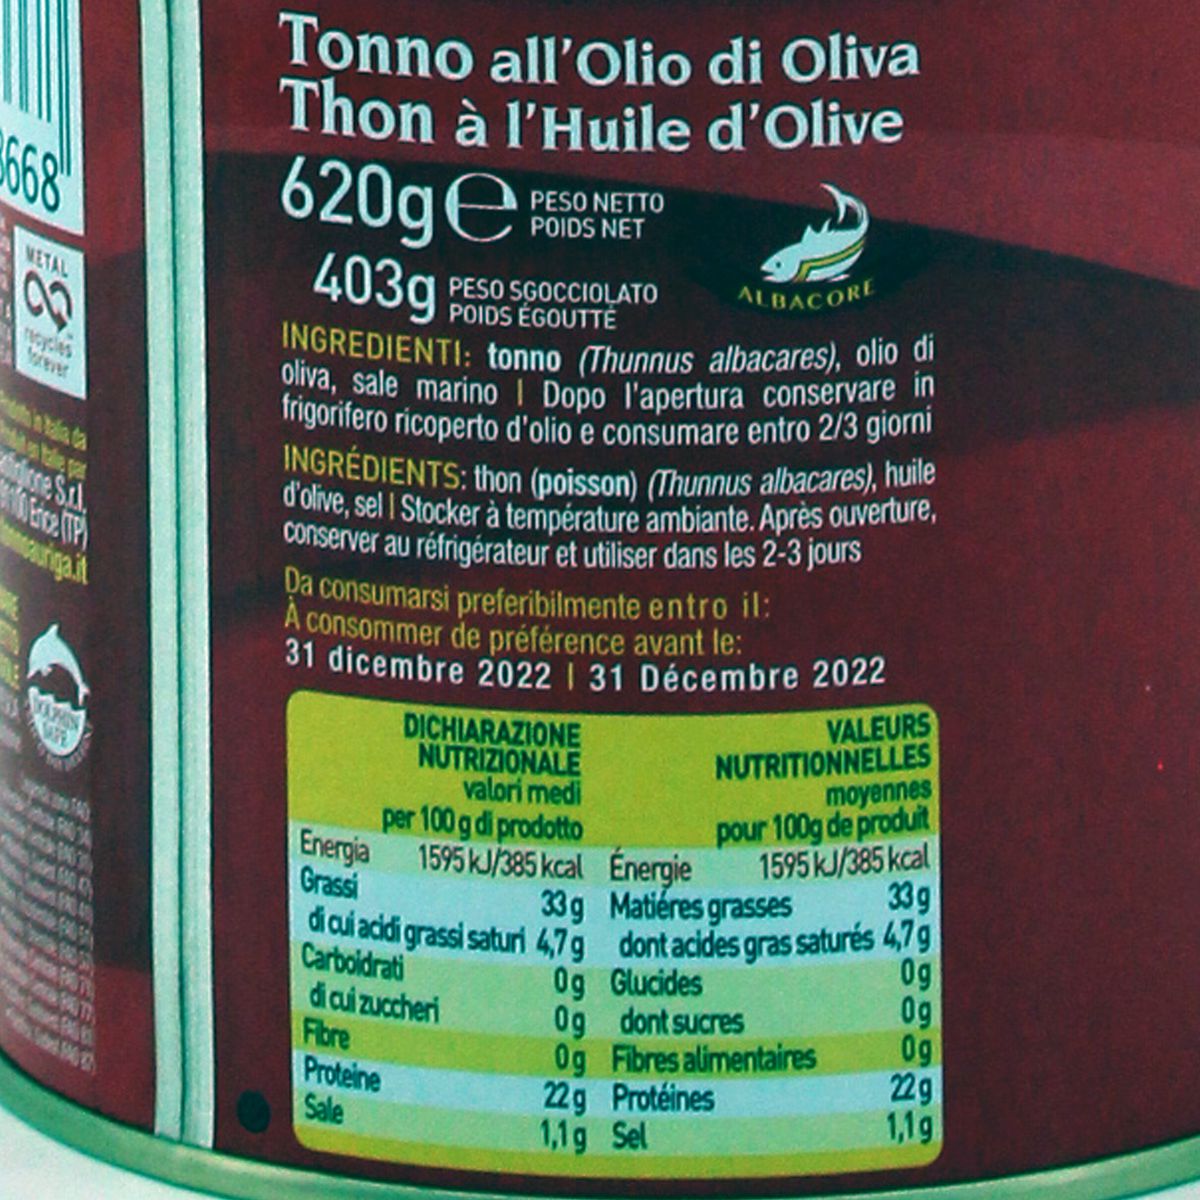 Tonno all'Olio di Oliva
Thon à l'Huile d'Olive
620g e PESO NETTO
POIDS NET
403g PESO SGOCCIOLATO
POIDS ÉGOUTTÉ
ALBACORE
INGREDIENTI: tonno (Thunnus albacares), olio di
oliva, sale marino | Dopo l'apertura conservare in
frigorifero ricoperto d'olio e consumare entro 2/3 giorni
INGRÉDIENTS: thon (poisson) (Thunnus albacares), huile
d'olive, sel | Stocker à température ambiante. Après ouverture,
conserver au réfrigérateur et utiliser dans les 2-3 jours
Da consumarsi preferibilmente entro il:
À consommer de préférence avant le:
31 dicembre 2022 | 31 Décembre 2022
DICHIARAZIONE
NUTRIZIONALE
valori medi
per 100 g di prodotto
VALEURS
NUTRITIONNELLES
moyennes
pour 100g de produit
Energia 1595 kJ/385 kcal Énergie 1595 kJ/385 kcal
Grassi 33 g Matiéres grasses 33 g
di cui acidi grassi saturi 4,7 g dont acides gras saturés 4,7 g
Carboidrati 0 g Glucides 0 g
di cui zuccheri 0 g dont sucres 0 g
Fibre 0 g Fibres alimentaires 0 g
Proteine 22 g Protéines 22 g
Sale 1,1 g Sel 1,1 g
3668
METAL
recycles
forever
in Italia da
S.r.l.
Erice (TP)
DOLPHIN
SAFE